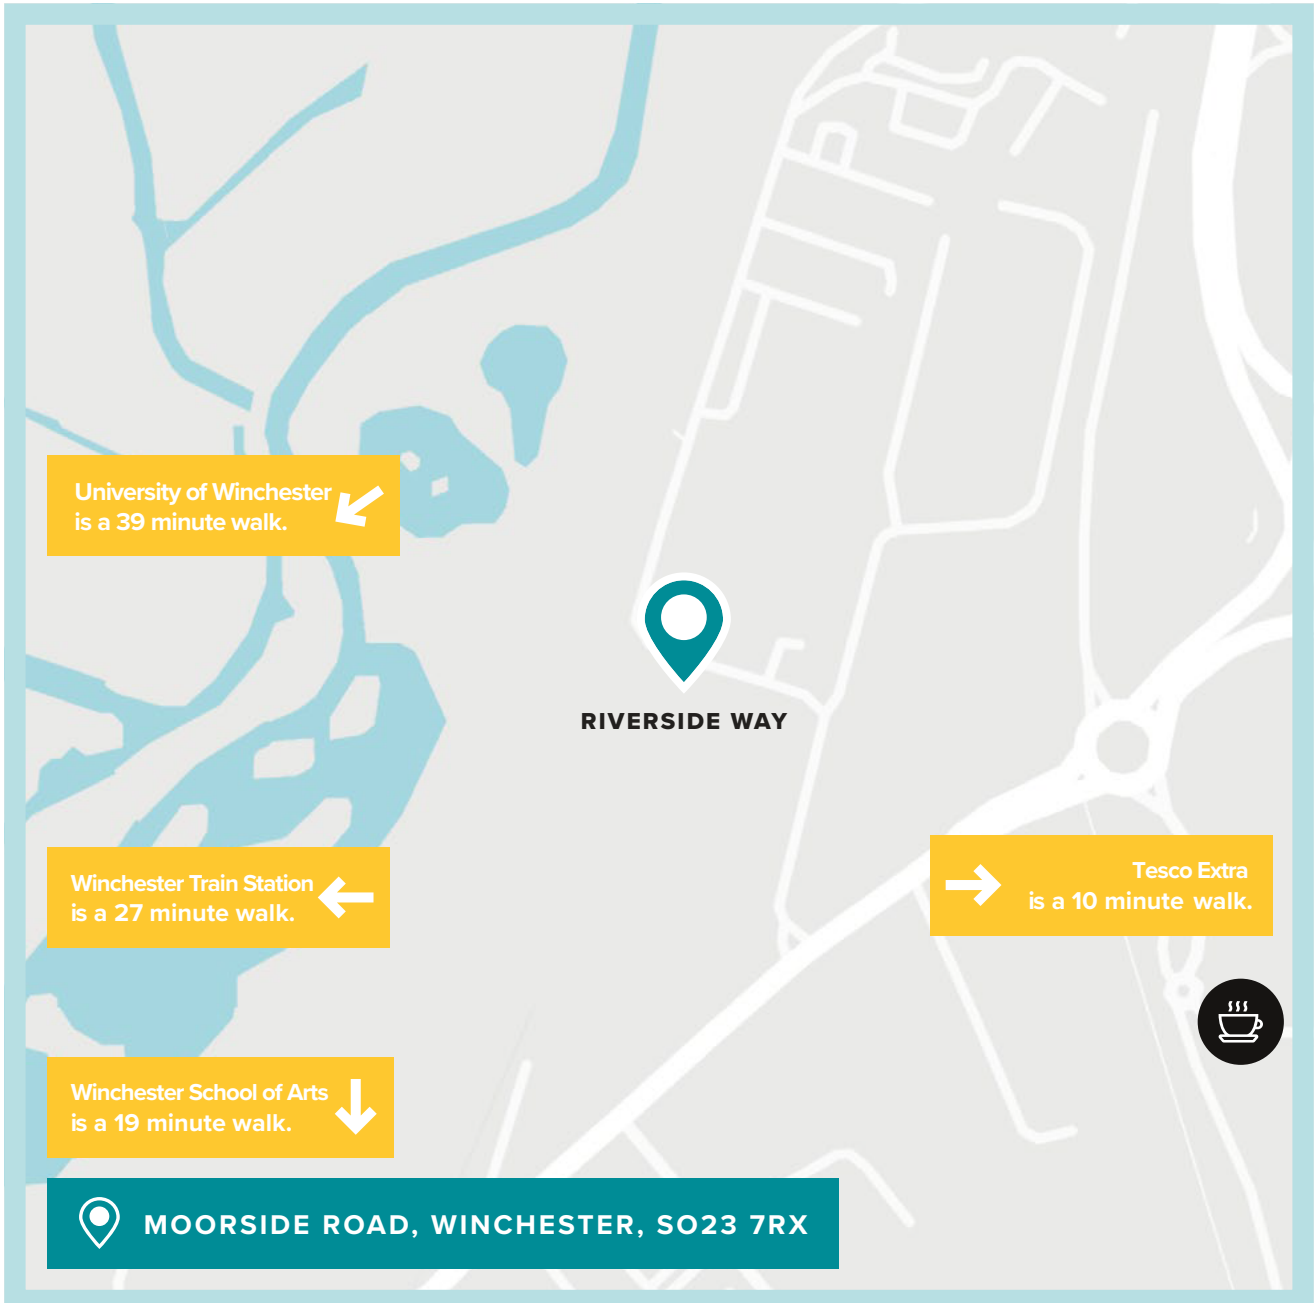 University of Winchester
is a 39 minute walk.
RIVERSIDE WAY
Winchester Train Station
is a 27 minute walk.
Tesco Extra
is a 10 minute walk.
Winchester School of Arts
is a 19 minute walk.
MOORSIDE ROAD, WINCHESTER, SO23 7RX